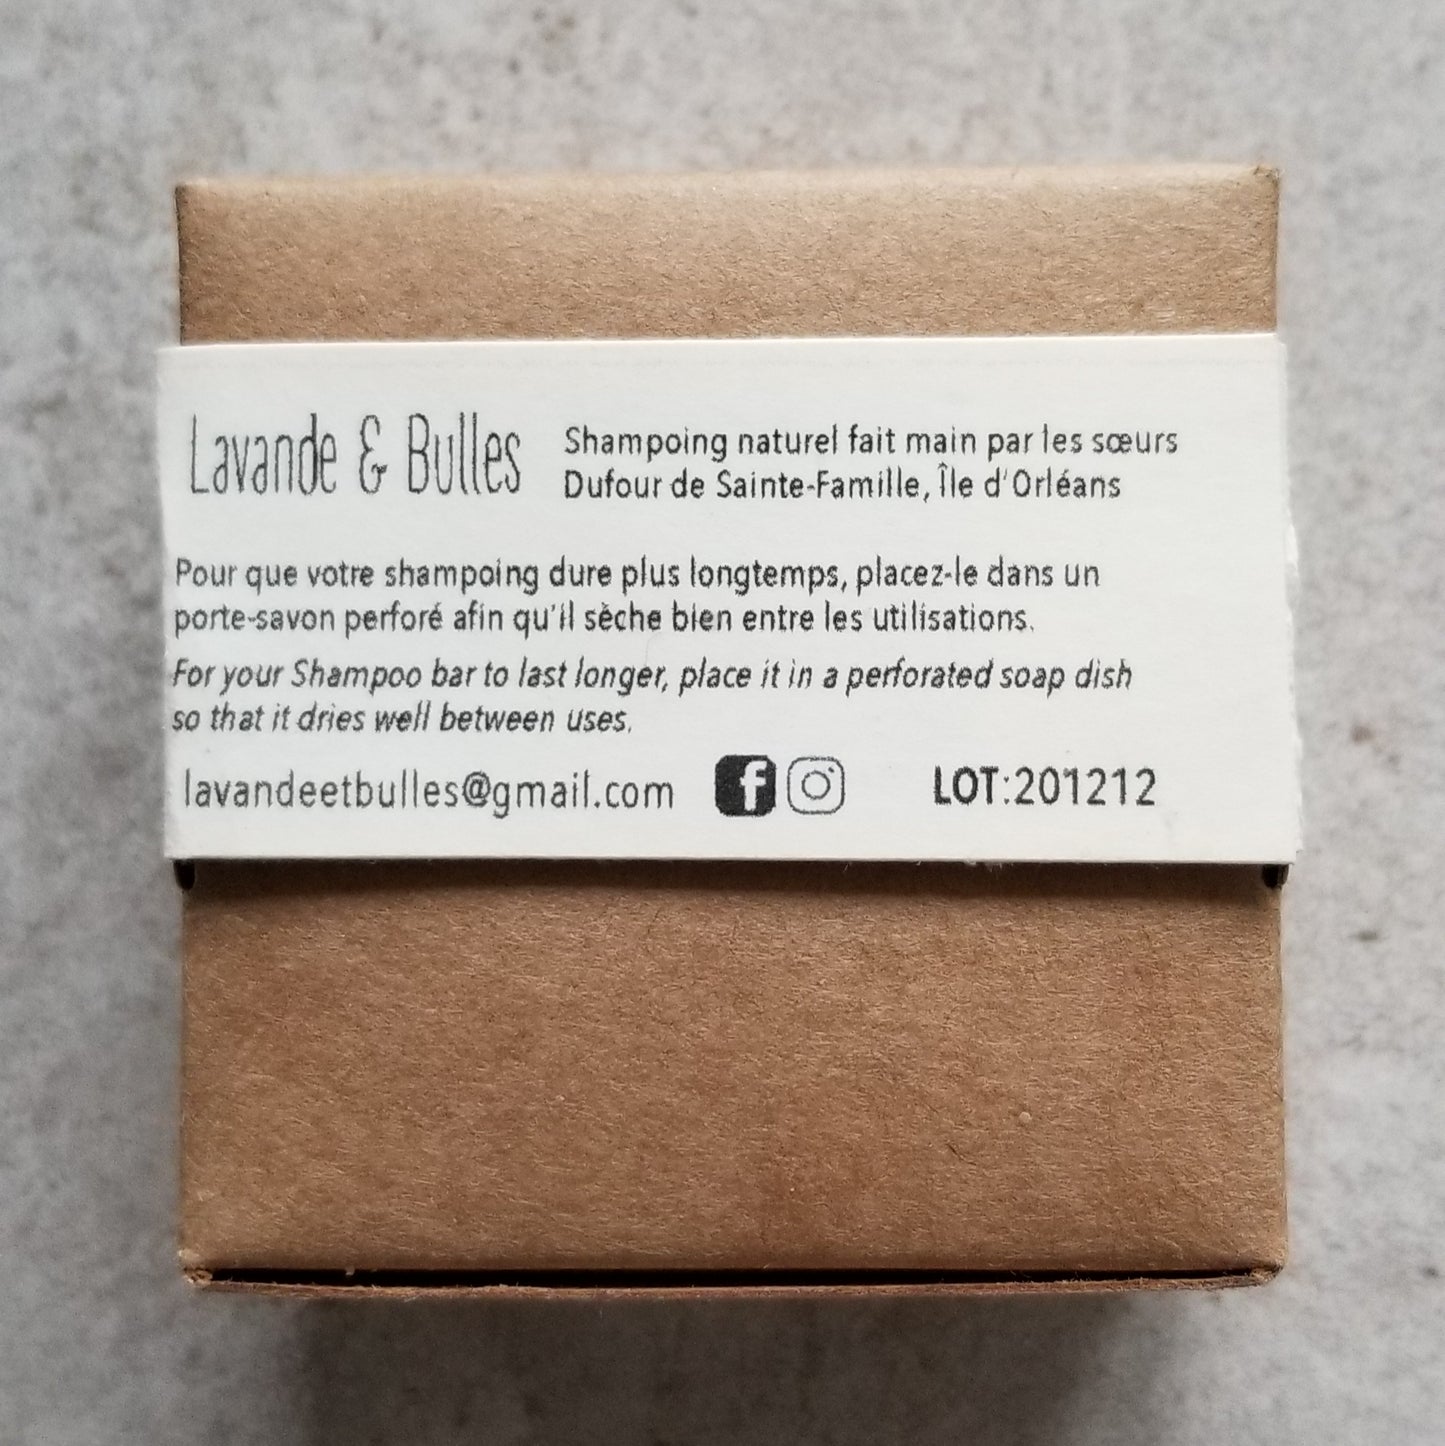 Lavande & Bulles
Shampoing naturel fait main par les sœurs
Dufour de Sainte-Famille, Île d'Orléans
Pour que votre shampoing dure plus longtemps, placez-le dans un
porte-savon perforé afin qu'il sèche bien entre les utilisations.
For your Shampoo bar to last longer, place it in a perforated soap dish
so that it dries well between uses.
lavandeetbulles@gmail.com f LOT:201212